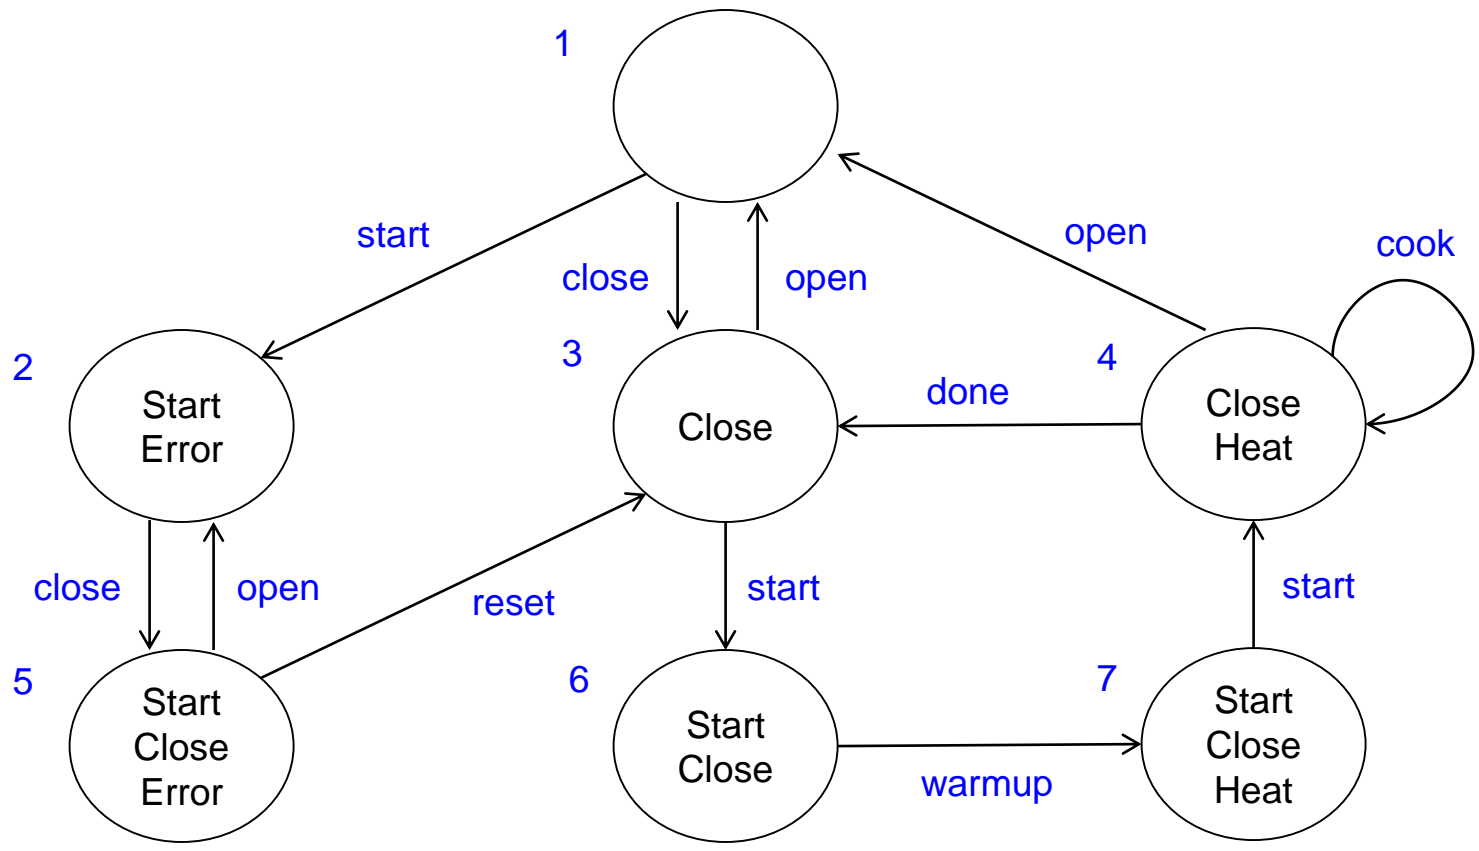 1
start
close
open
open
cook
2
Start
Error
3
Close
done
4
Close
Heat
close
open
reset
start
start
5
Start
Close
Error
6
Start
Close
warmup
7
Start
Close
Heat